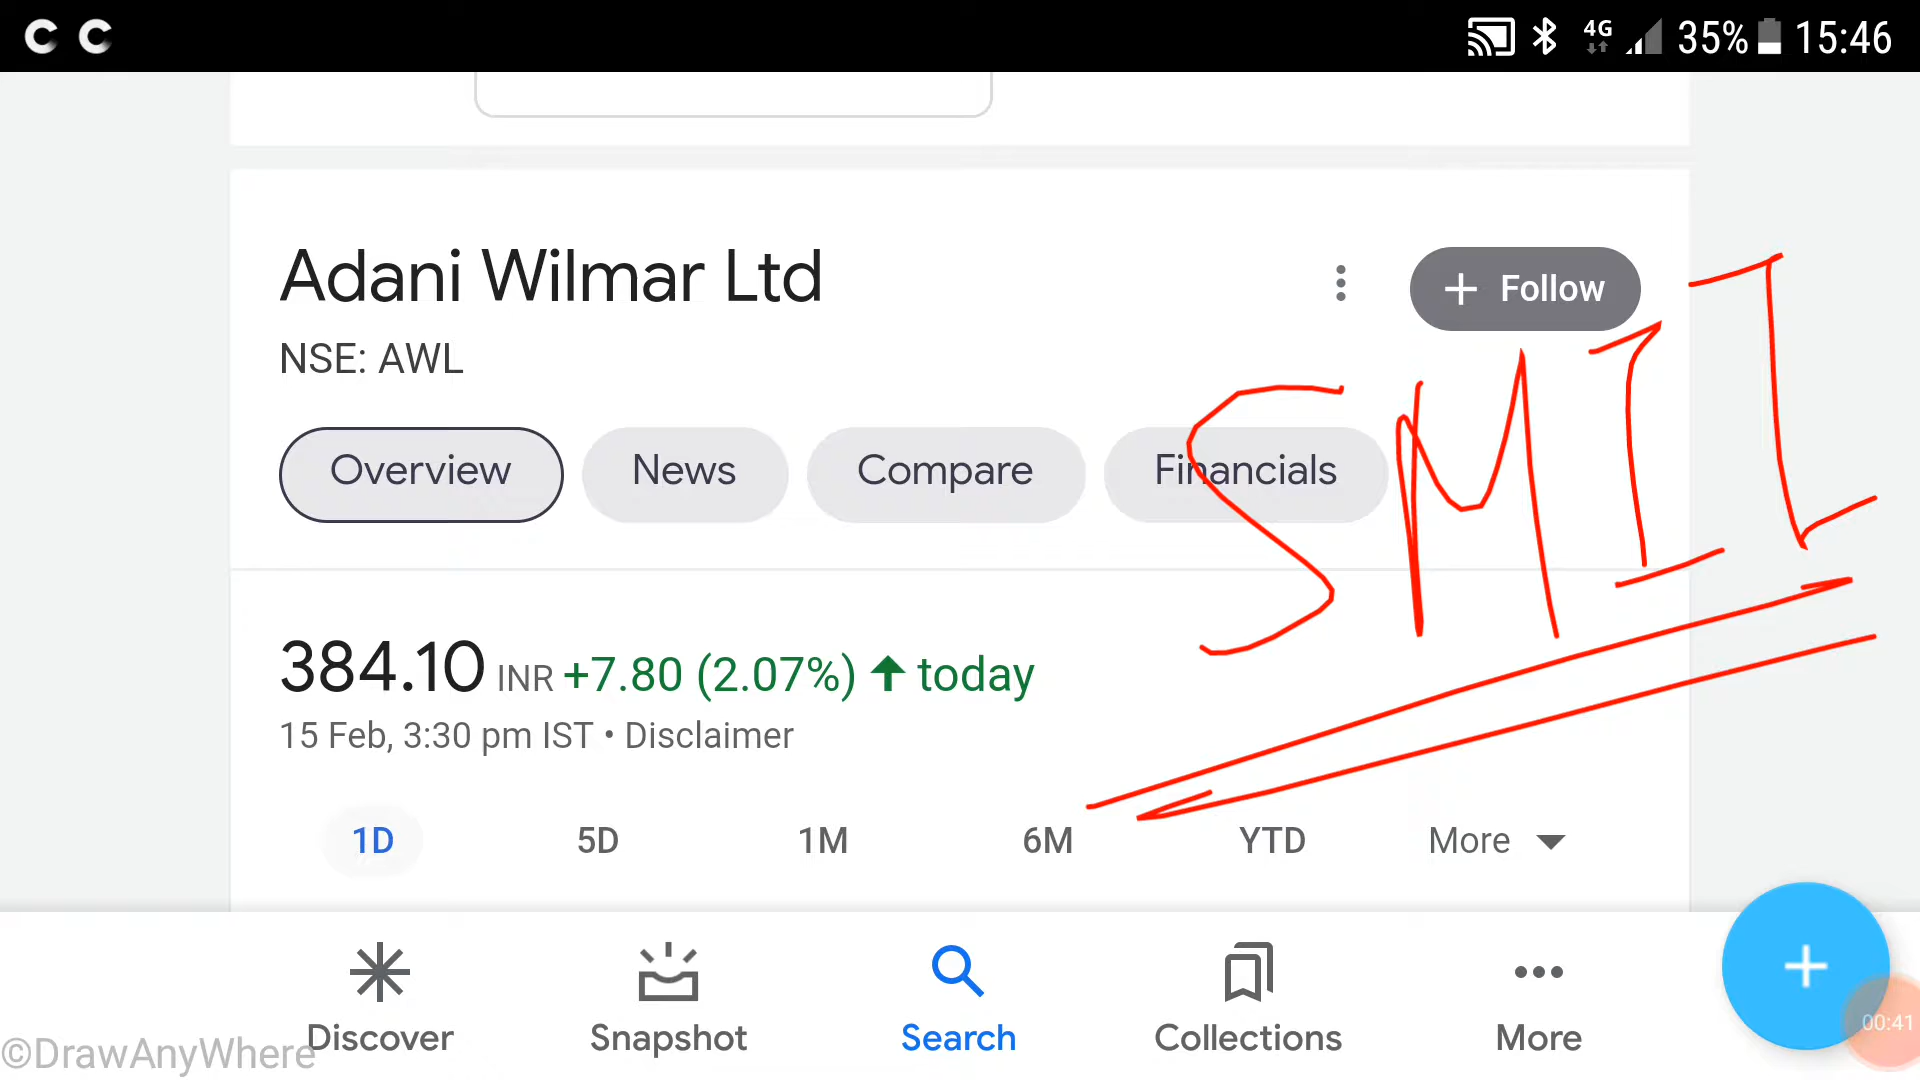 4G 35% 15:46
Adani Wilmar Ltd
+ Follow
NSE: AWL
Overview News Compare Financials
SMIL
384.10 INR +7.80 (2.07%) ↑ today
15 Feb, 3:30 pm IST • Disclaimer
1D 5D 1M 6M YTD More
Discover Snapshot Search Collections More
00:41
©DrawAnyWhere